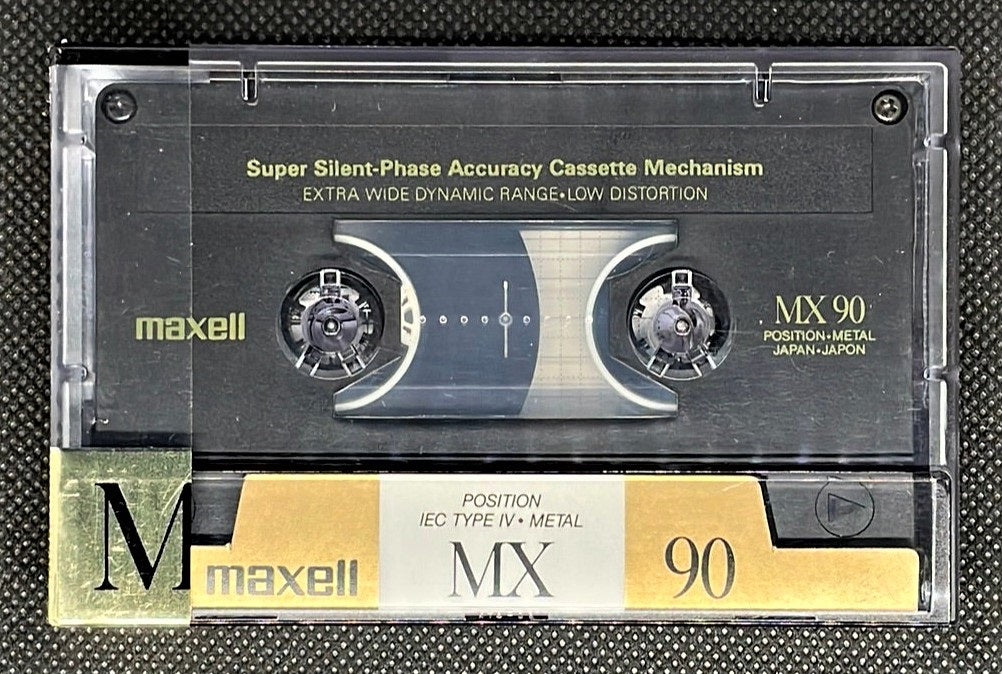 Super Silent-Phase Accuracy Cassette Mechanism
EXTRA WIDE DYNAMIC RANGE•LOW DISTORTION
maxell
MX 90
POSITION•METAL
JAPAN•JAPON
POSITION
IEC TYPE IV • METAL
M
maxell
MX
90